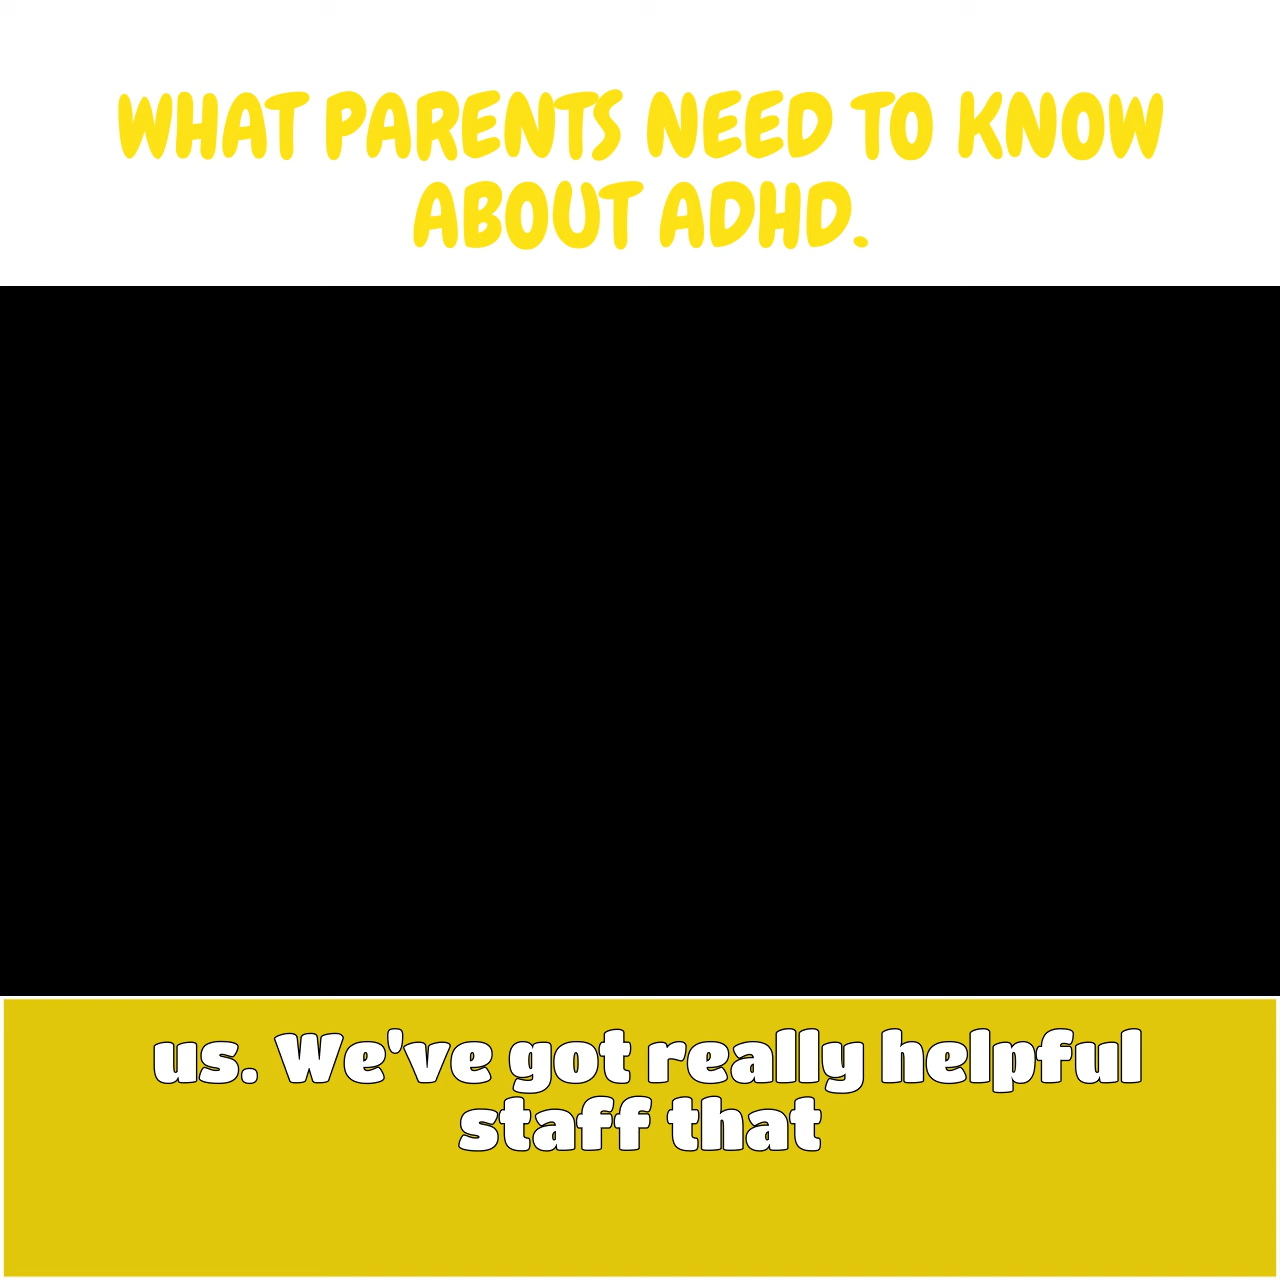 WHAT PARENTS NEED TO KNOW
ABOUT ADHD.
us. We've got really helpful
staff that